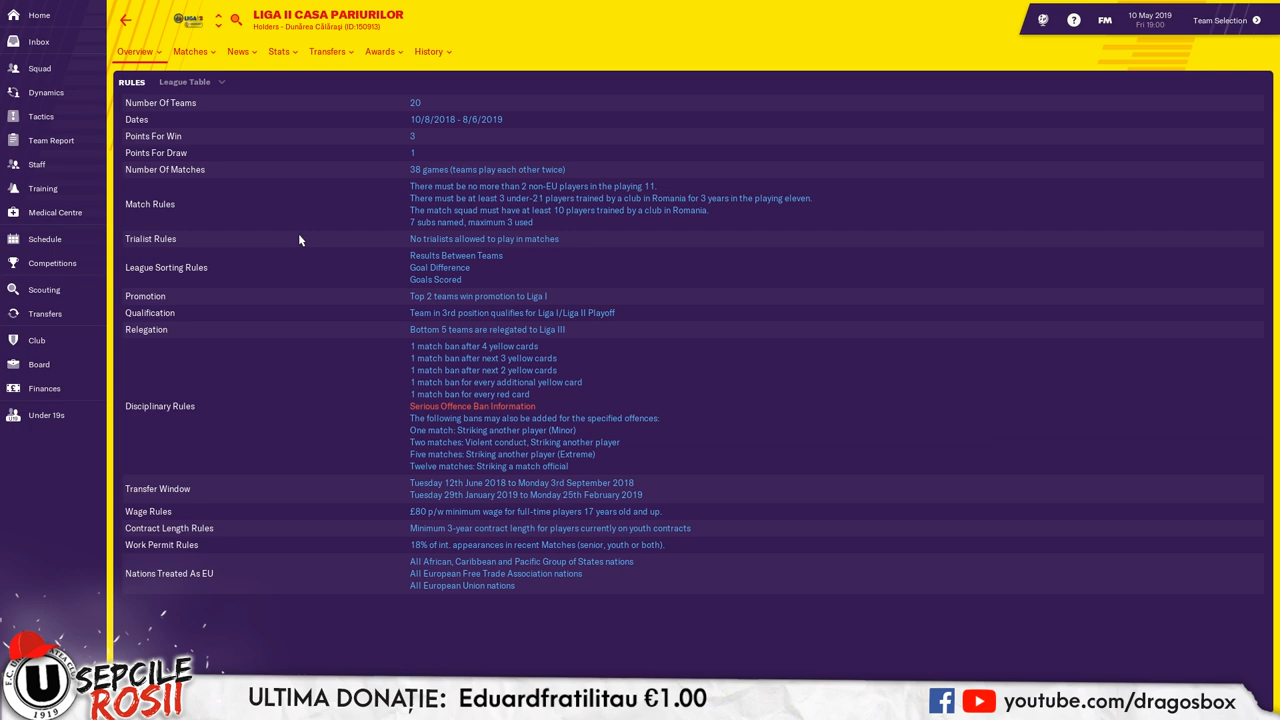 Home
Inbox
Squad
Dynamics
Tactics
Team Report
Staff
Training
Medical Centre
Schedule
Competitions
Scouting
Transfers
Club
Board
Finances
Under 19s
LIGA II CASA PARIURILOR
Holders - Dunărea Călăraşi (ID:150913)
FM
10 May 2019
Fri 19:00
Team Selection
Overview Matches News Stats Transfers Awards History
RULES League Table
Number Of Teams 20
Dates 10/8/2018 - 8/6/2019
Points For Win 3
Points For Draw 1
Number Of Matches 38 games (teams play each other twice)
Match Rules
There must be no more than 2 non-EU players in the playing 11.
There must be at least 3 under-21 players trained by a club in Romania for 3 years in the playing eleven.
The match squad must have at least 10 players trained by a club in Romania.
7 subs named, maximum 3 used
Trialist Rules No trialists allowed to play in matches
League Sorting Rules
Results Between Teams
Goal Difference
Goals Scored
Promotion Top 2 teams win promotion to Liga I
Qualification Team in 3rd position qualifies for Liga I/Liga II Playoff
Relegation Bottom 5 teams are relegated to Liga III
Disciplinary Rules
1 match ban after 4 yellow cards
1 match ban after next 3 yellow cards
1 match ban after next 2 yellow cards
1 match ban for every additional yellow card
1 match ban for every red card
Serious Offence Ban Information
The following bans may also be added for the specified offences:
One match: Striking another player (Minor)
Two matches: Violent conduct, Striking another player
Five matches: Striking another player (Extreme)
Twelve matches: Striking a match official
Transfer Window
Tuesday 12th June 2018 to Monday 3rd September 2018
Tuesday 29th January 2019 to Monday 25th February 2019
Wage Rules £80 p/w minimum wage for full-time players 17 years old and up.
Contract Length Rules Minimum 3-year contract length for players currently on youth contracts
Work Permit Rules 18% of int. appearances in recent Matches (senior, youth or both).
Nations Treated As EU
All African, Caribbean and Pacific Group of States nations
All European Free Trade Association nations
All European Union nations
U
1919
SEPCILE
ROSII
ULTIMA DONAȚIE: Eduardfratilitau €1.00
youtube.com/dragosbox